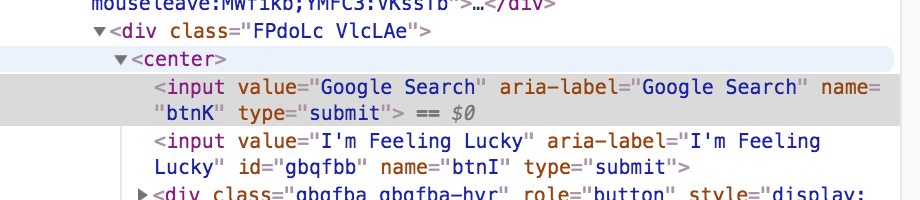 mouseleave:MWfikb;YMFC3:VKssTb">…</div>
▼<div class="FPdoLc VlcLAe">
▼<center>
<input value="Google Search" aria-label="Google Search" name=
"btnK" type="submit"> == $0
<input value="I'm Feeling Lucky" aria-label="I'm Feeling
Lucky" id="gbqfbb" name="btnI" type="submit">
▶<div class="gbqfba gbqfba-hvr" role="button" style="display: